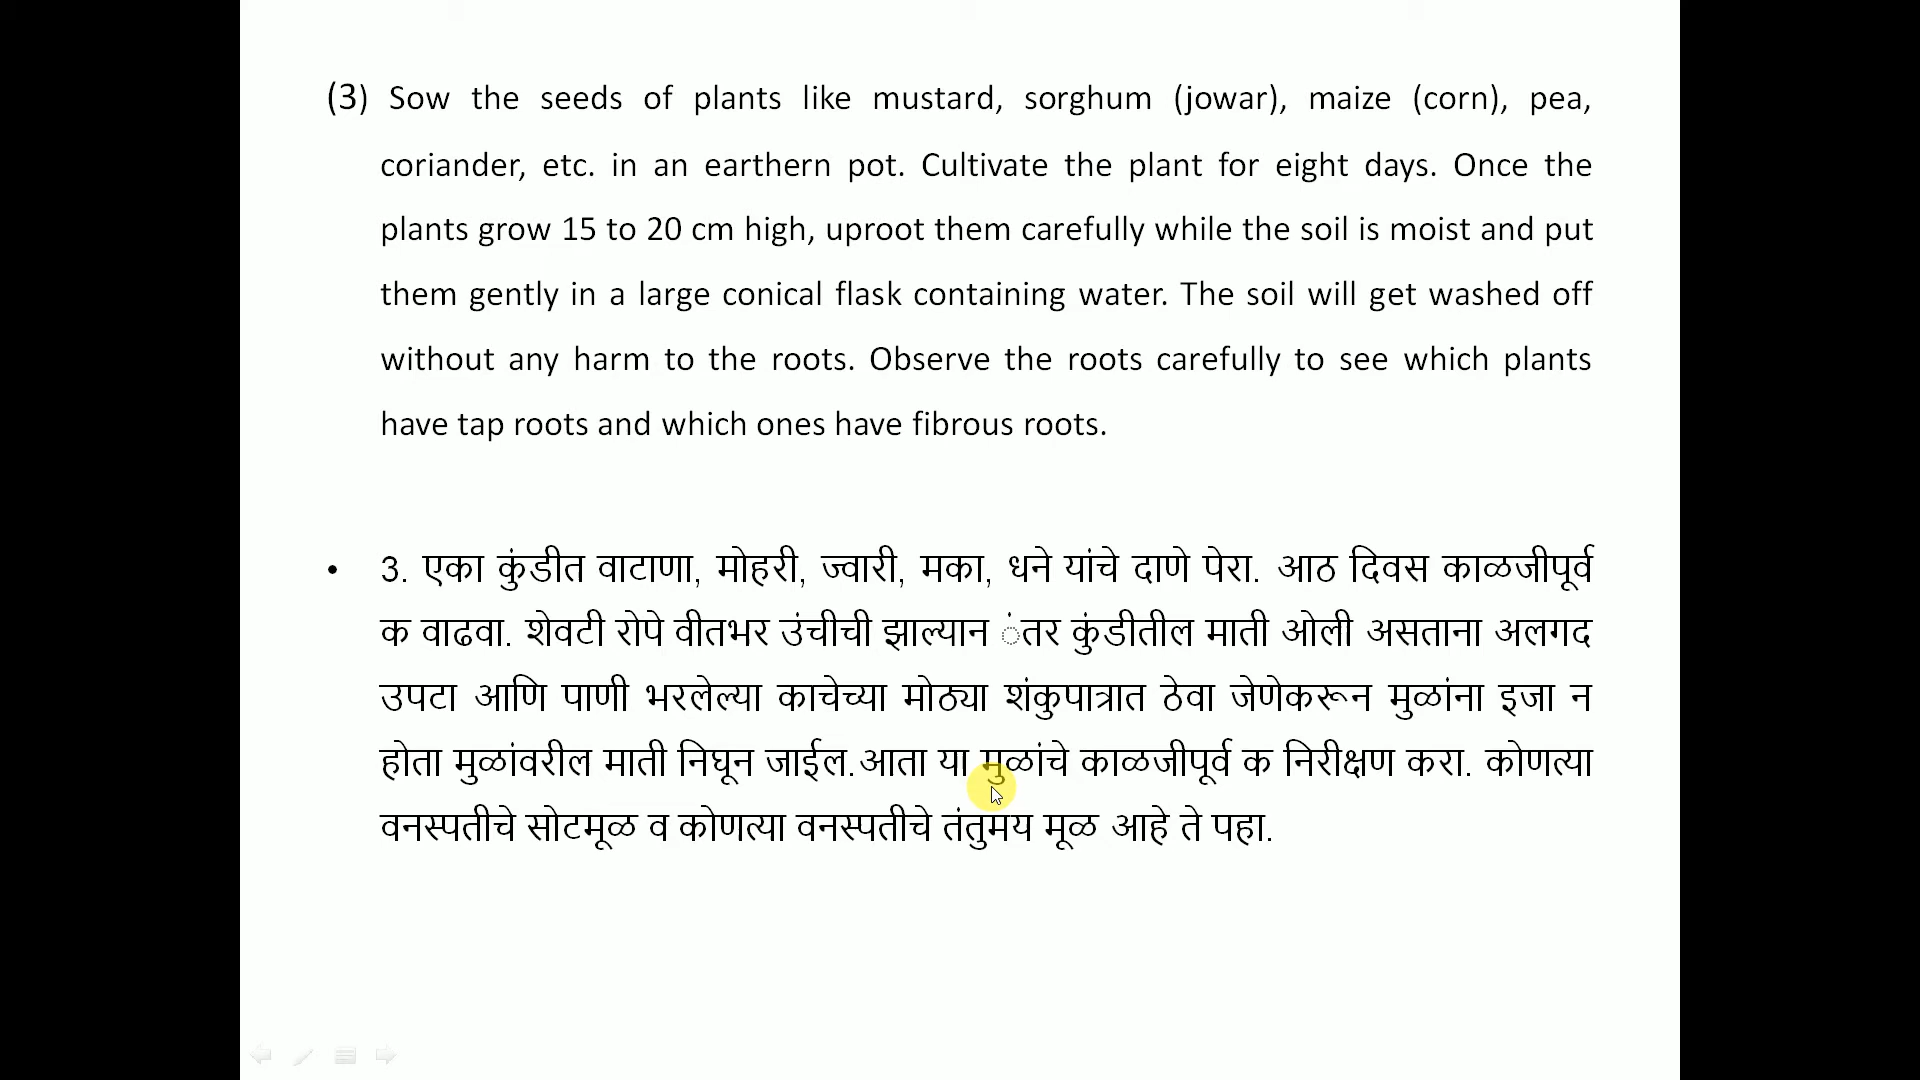 (3) Sow the seeds of plants like mustard, sorghum (jowar), maize (corn), pea,
coriander, etc. in an earthern pot. Cultivate the plant for eight days. Once the
plants grow 15 to 20 cm high, uproot them carefully while the soil is moist and put
them gently in a large conical flask containing water. The soil will get washed off
without any harm to the roots. Observe the roots carefully to see which plants
have tap roots and which ones have fibrous roots.
• 3. एका कुंडीत वाटाणा, मोहरी, ज्वारी, मका, धने यांचे दाणे पेरा. आठ दिवस काळजीपूर्व
क वाढवा. शेवटी रोपे वीतभर उंचीची झाल्यान ंतर कुंडीतील माती ओली असताना अलगद
उपटा आणि पाणी भरलेल्या काचेच्या मोठ्या शंकुपात्रात ठेवा जेणेकरून मुळांना इजा न
होता मुळांवरील माती निघून जाईल.आता या मुळांचे काळजीपूर्व क निरीक्षण करा. कोणत्या
वनस्पतीचे सोटमूळ व कोणत्या वनस्पतीचे तंतुमय मूळ आहे ते पहा.